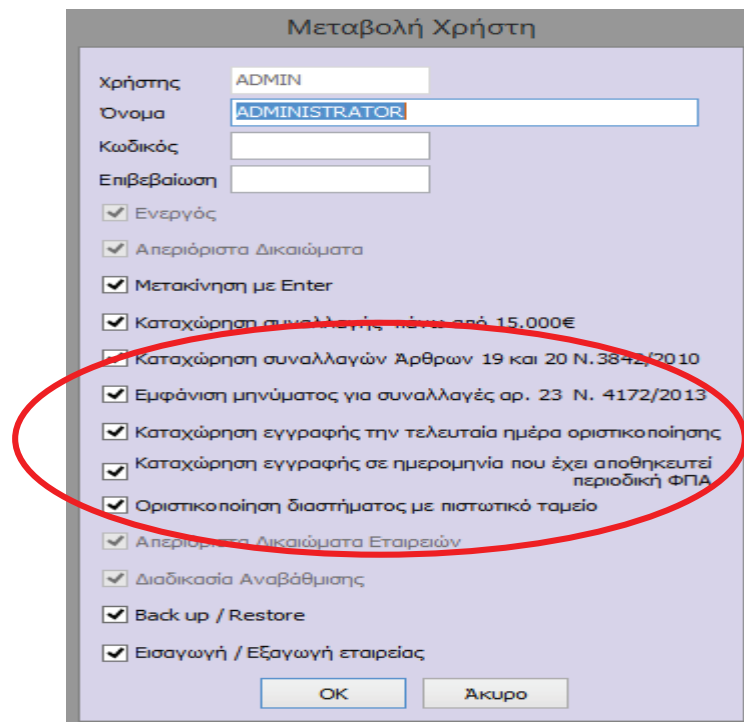 Μεταβολή Χρήστη
Χρήστης ADMIN
Όνομα ADMINISTRATOR
Κωδικός
Επιβεβαίωση
Ενεργός
Απεριόριστα Δικαιώματα
Μετακίνηση με Enter
Καταχώρηση συναλλαγής πάνω από 15.000€
Καταχώρηση συναλλαγών Άρθρων 19 και 20 Ν.3842/2010
Εμφάνιση μηνύματος για συναλλαγές αρ. 23 Ν. 4172/2013
Καταχώρηση εγγραφής την τελευταία ημέρα οριστικοποίησης
Καταχώρηση εγγραφής σε ημερομηνία που έχει αποθηκευτεί
περιοδική ΦΠΑ
Οριστικοποίηση διαστήματος με πιστωτικό ταμείο
Απεριόριστα Δικαιώματα Εταιρειών
Διαδικασία Αναβάθμισης
Back up / Restore
Εισαγωγή / Εξαγωγή εταιρείας
OK Άκυρο